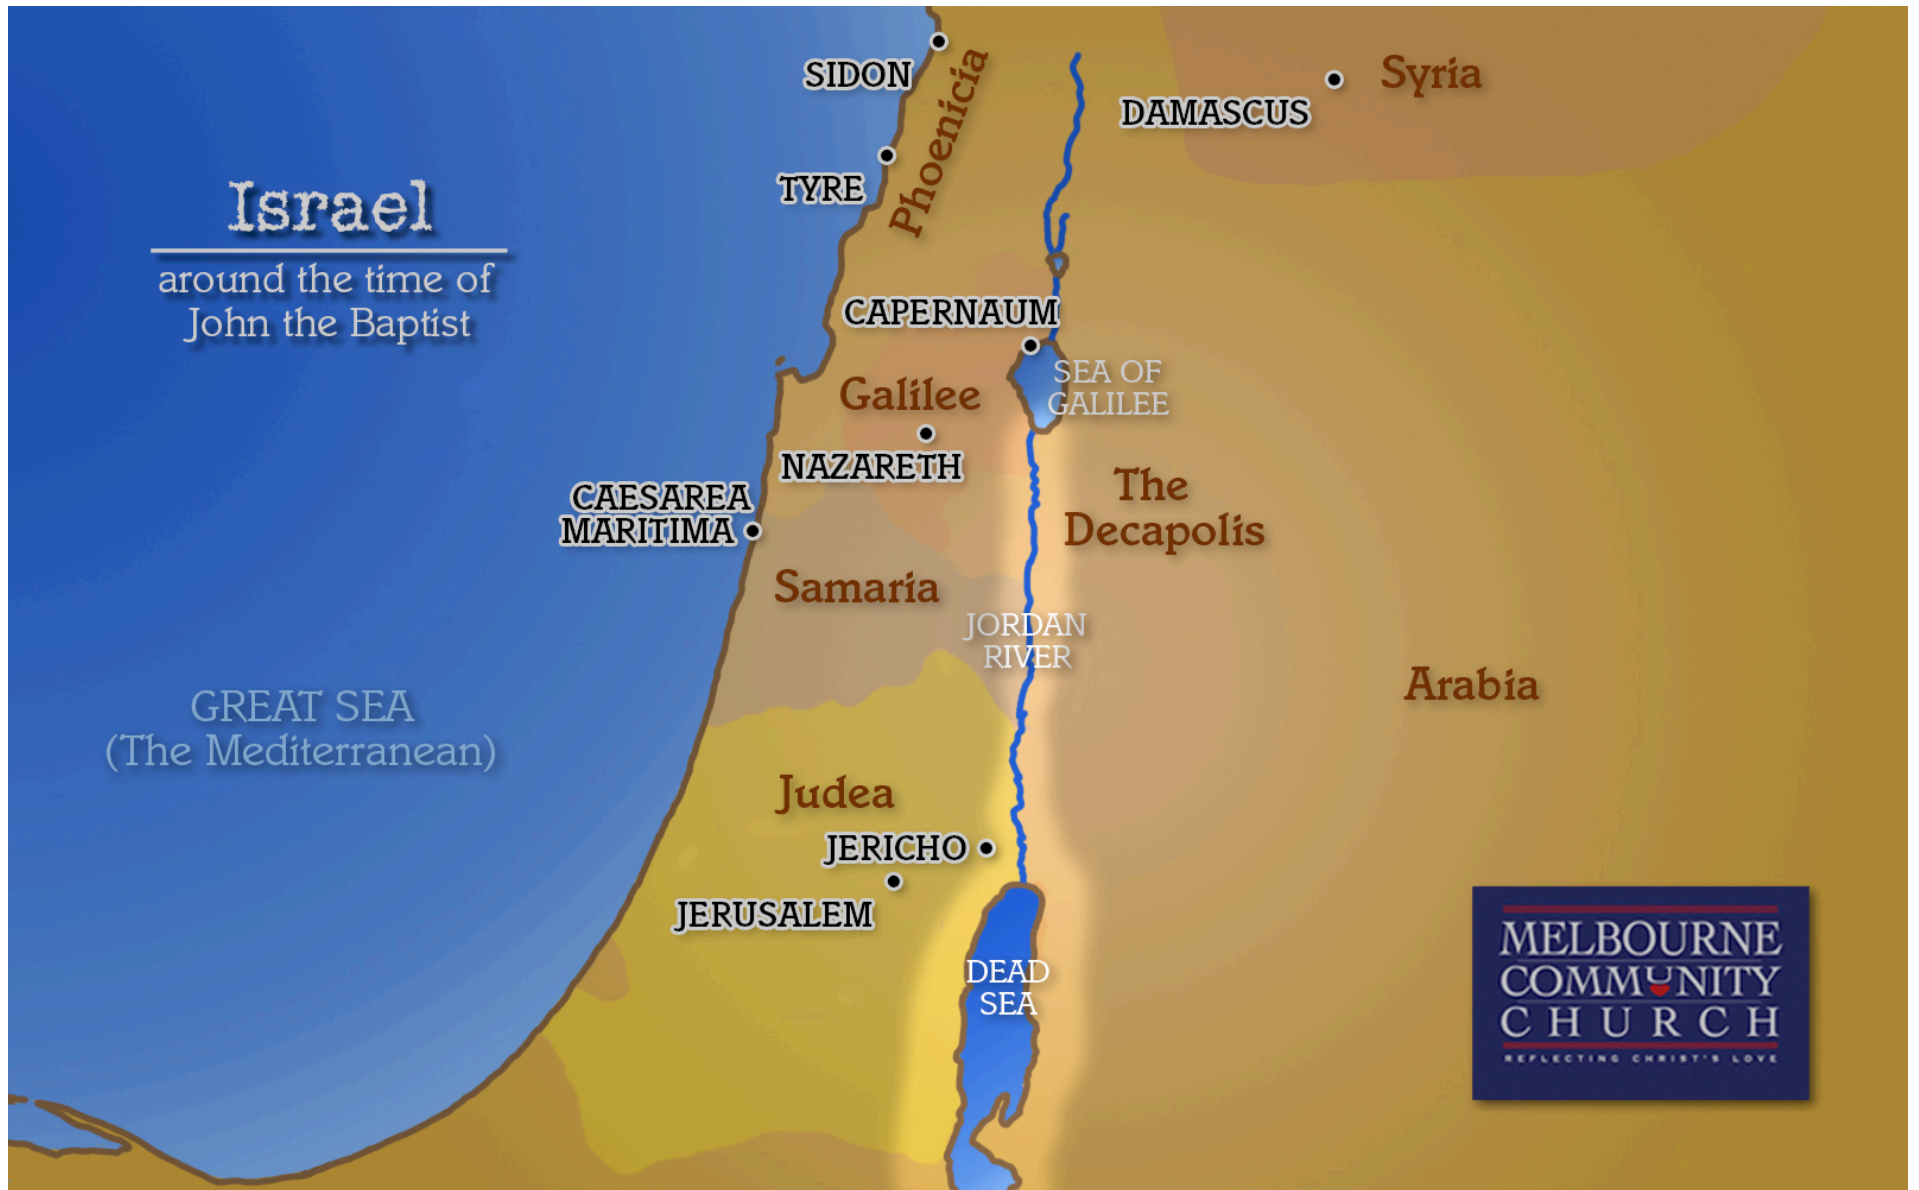 SIDON
Phoenicia
Syria
DAMASCUS
TYRE
Israel
around the time of
John the Baptist
CAPERNAUM
SEA OF
GALILEE
Galilee
NAZARETH
CAESAREA
MARITIMA
The
Decapolis
Samaria
JORDAN
RIVER
Arabia
GREAT SEA
(The Mediterranean)
Judea
JERICHO
JERUSALEM
DEAD
SEA
MELBOURNE
COMMUNITY
CHURCH
REFLECTING CHRIST'S LOVE